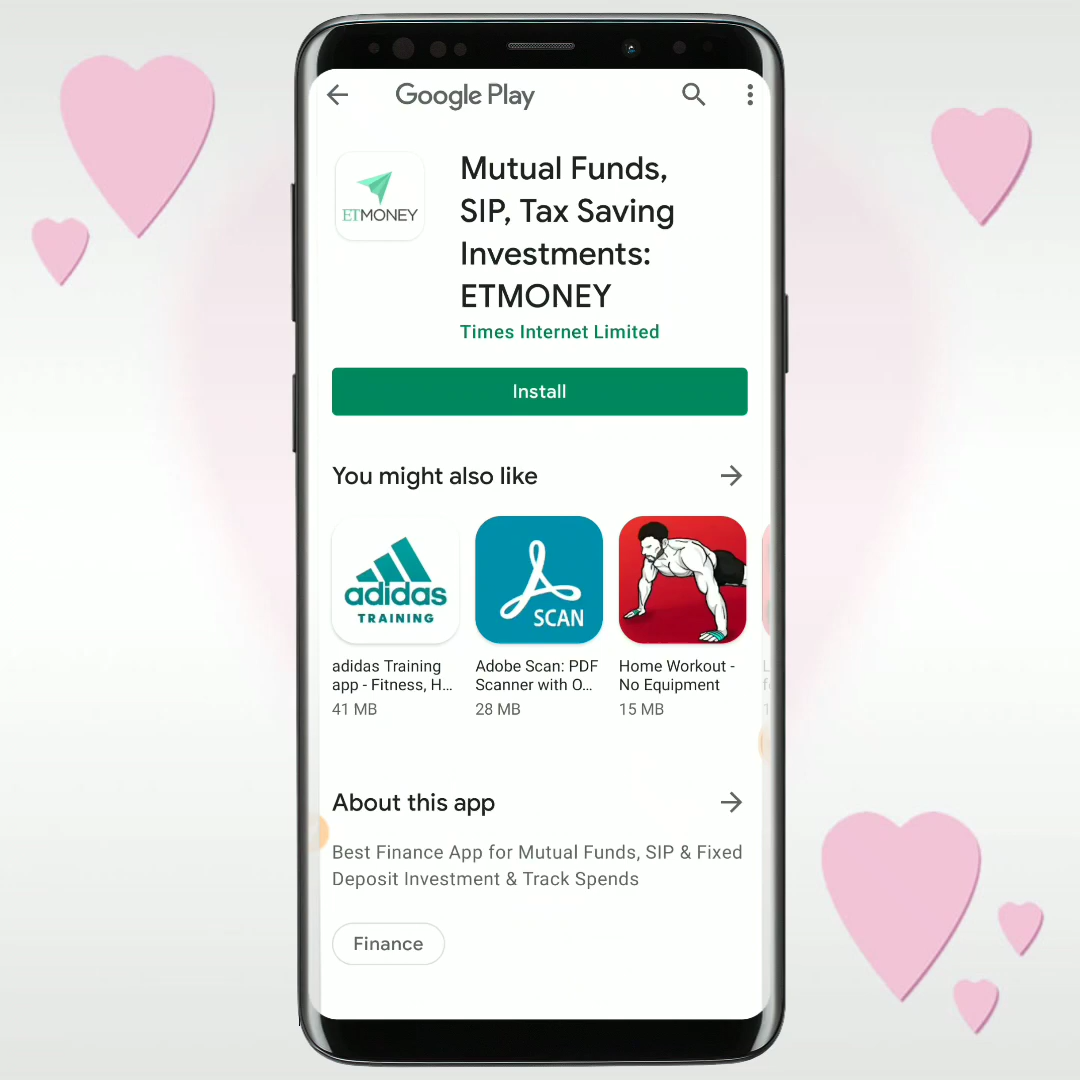 Google Play
ETMONEY
Mutual Funds,
SIP, Tax Saving
Investments:
ETMONEY
Times Internet Limited
Install
You might also like
adidas
TRAINING
SCAN
adidas Training
app - Fitness, H...
41 MB
Adobe Scan: PDF
Scanner with O...
28 MB
Home Workout -
No Equipment
15 MB
About this app
Best Finance App for Mutual Funds, SIP & Fixed
Deposit Investment & Track Spends
Finance